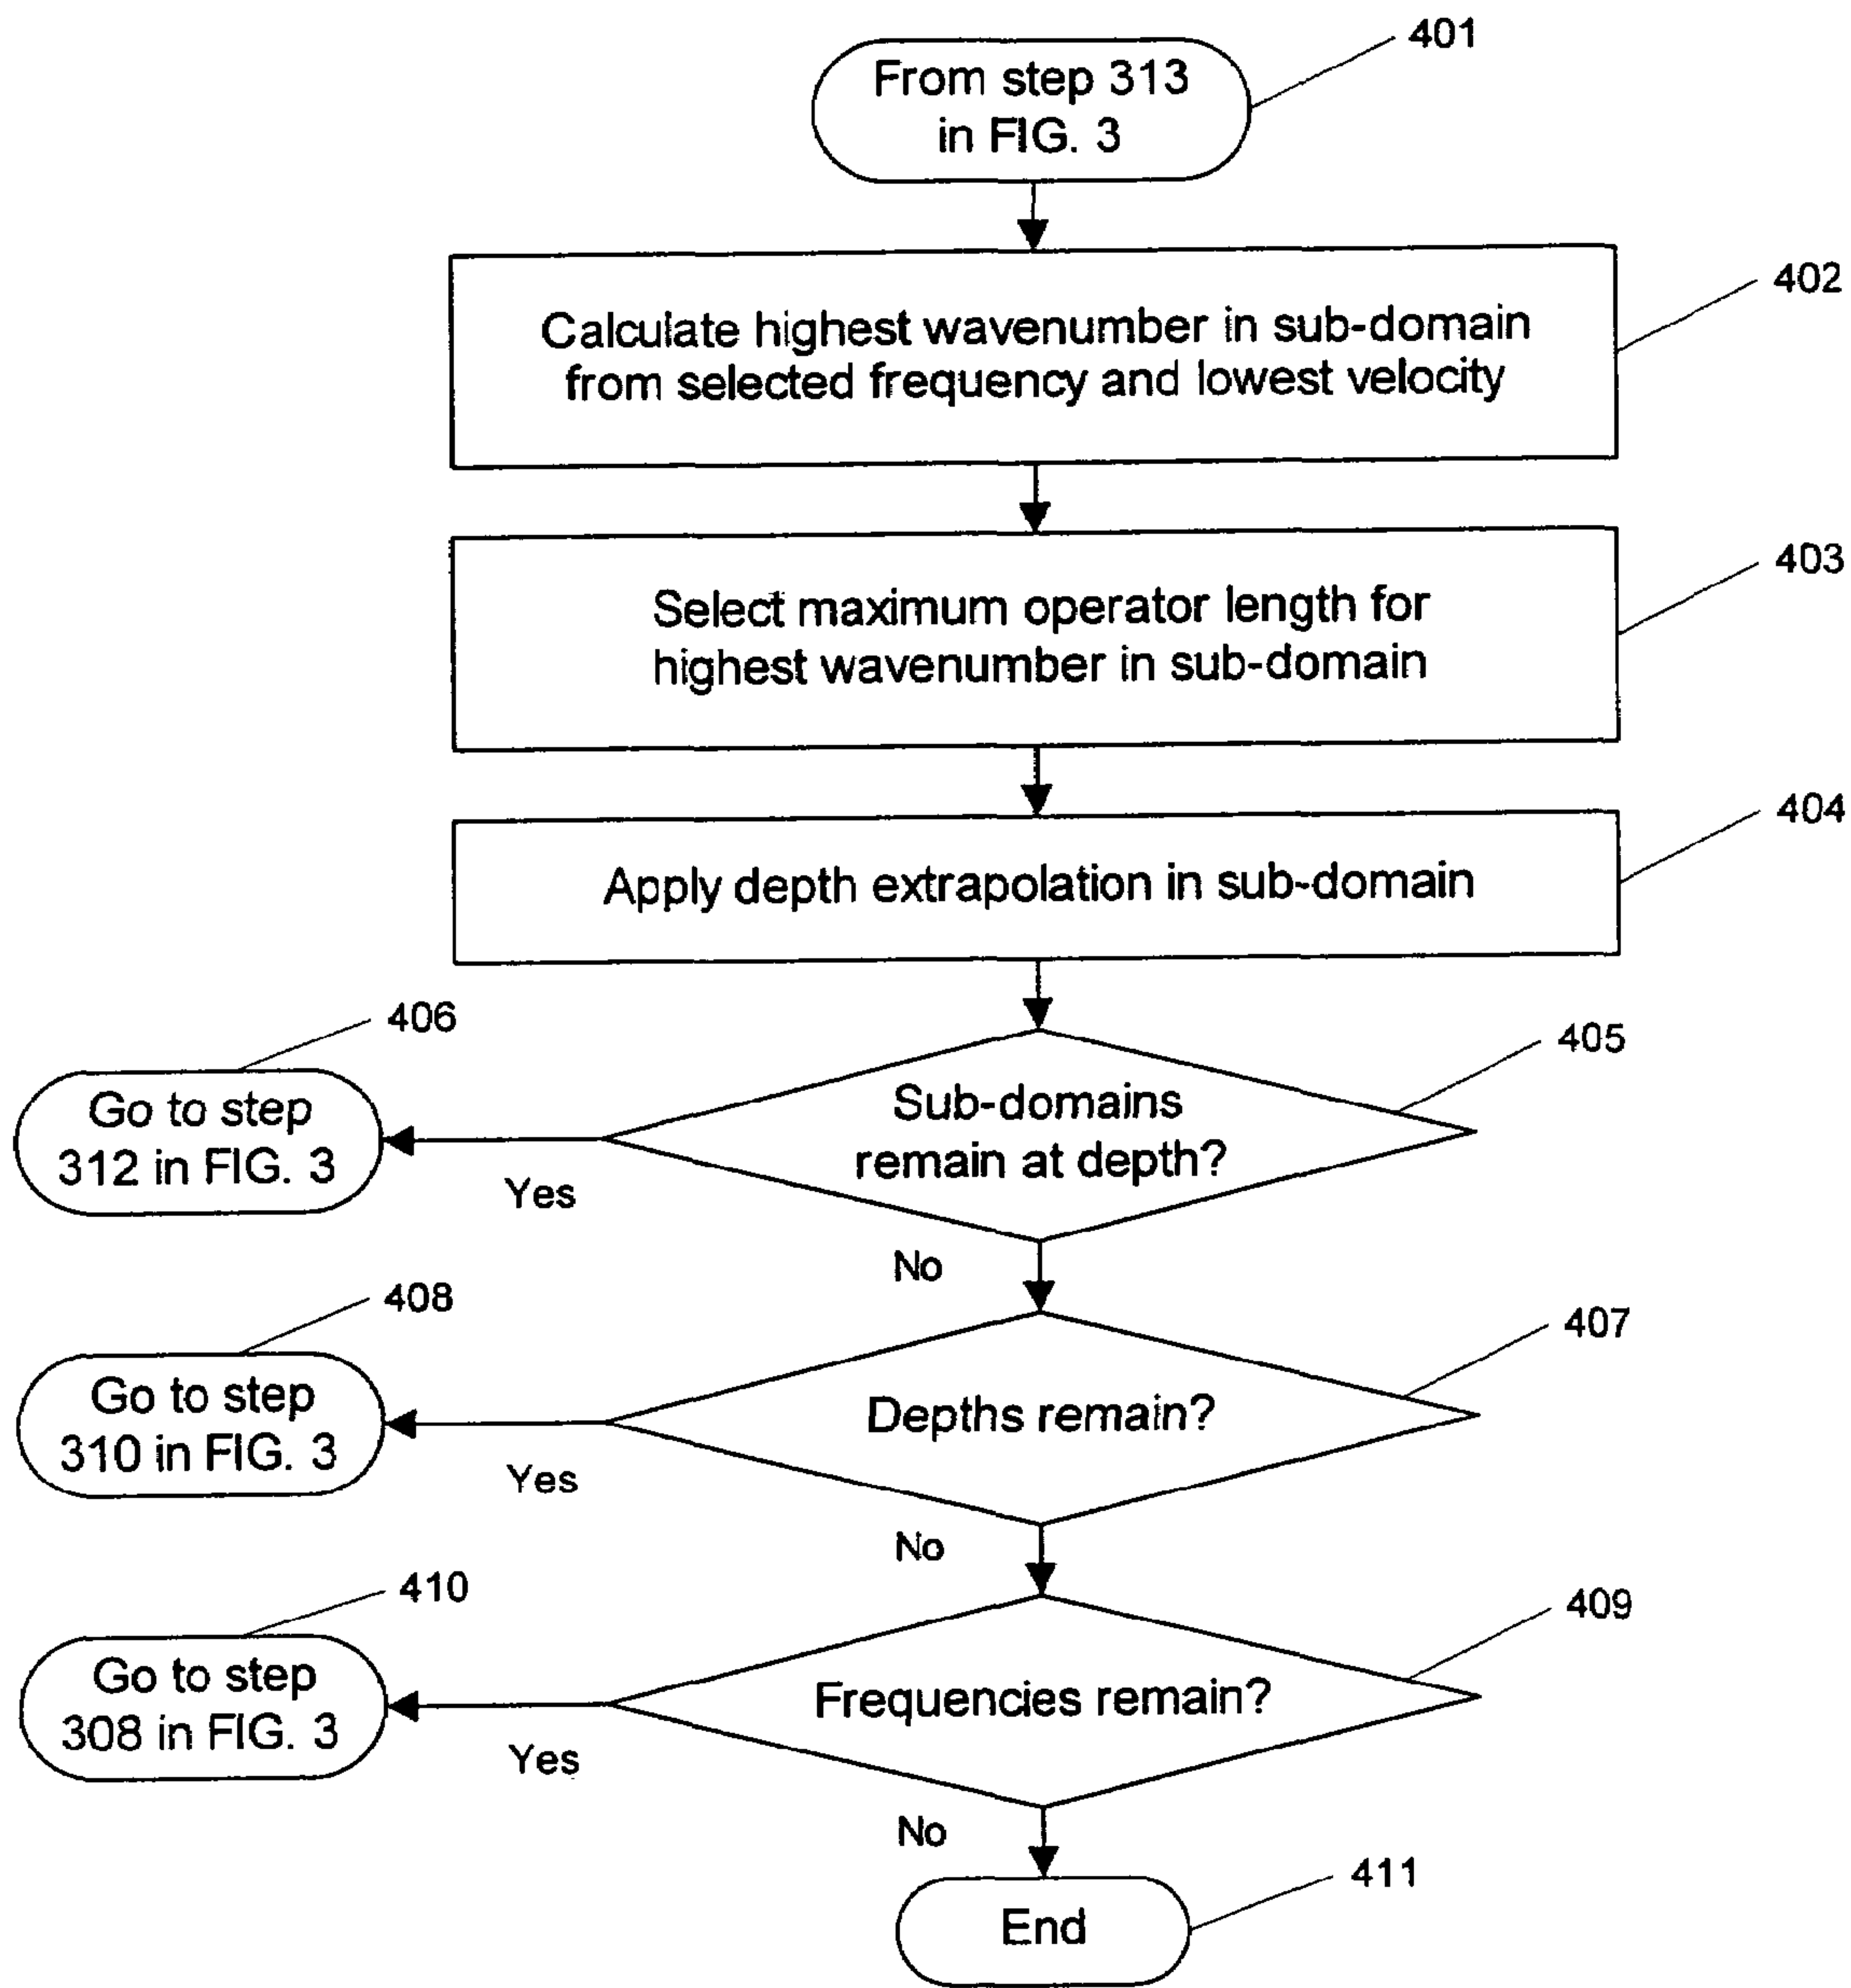 401
From step 313
in FIG. 3
402
Calculate highest wavenumber in sub-domain
from selected frequency and lowest velocity
403
Select maximum operator length for
highest wavenumber in sub-domain
404
Apply depth extrapolation in sub-domain
405
Sub-domains
remain at depth?
406
Go to step
312 in FIG. 3
Yes
No
407
Depths remain?
408
Go to step
310 in FIG. 3
Yes
No
409
Frequencies remain?
410
Go to step
308 in FIG. 3
Yes
No
411
End